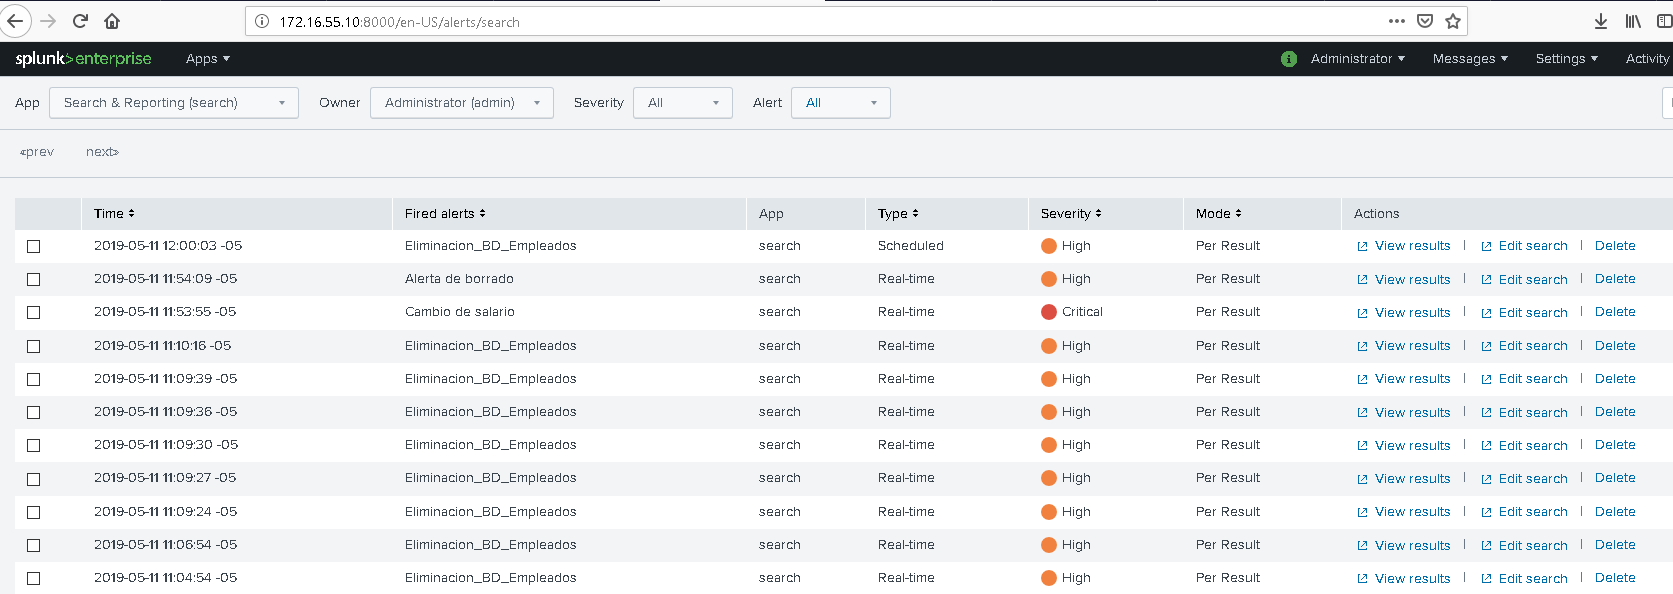 172.16.55.10:8000/en-US/alerts/search
splunk>enterprise Apps Administrator Messages Settings Activity
App Search & Reporting (search) Owner Administrator (admin) Severity All Alert All
«prev next»
Time Fired alerts App Type Severity Mode Actions
2019-05-11 12:00:03 -05 Eliminacion_BD_Empleados search Scheduled High Per Result View results | Edit search | Delete
2019-05-11 11:54:09 -05 Alerta de borrado search Real-time High Per Result View results | Edit search | Delete
2019-05-11 11:53:55 -05 Cambio de salario search Real-time Critical Per Result View results | Edit search | Delete
2019-05-11 11:10:16 -05 Eliminacion_BD_Empleados search Real-time High Per Result View results | Edit search | Delete
2019-05-11 11:09:39 -05 Eliminacion_BD_Empleados search Real-time High Per Result View results | Edit search | Delete
2019-05-11 11:09:36 -05 Eliminacion_BD_Empleados search Real-time High Per Result View results | Edit search | Delete
2019-05-11 11:09:30 -05 Eliminacion_BD_Empleados search Real-time High Per Result View results | Edit search | Delete
2019-05-11 11:09:27 -05 Eliminacion_BD_Empleados search Real-time High Per Result View results | Edit search | Delete
2019-05-11 11:09:24 -05 Eliminacion_BD_Empleados search Real-time High Per Result View results | Edit search | Delete
2019-05-11 11:06:54 -05 Eliminacion_BD_Empleados search Real-time High Per Result View results | Edit search | Delete
2019-05-11 11:04:54 -05 Eliminacion_BD_Empleados search Real-time High Per Result View results | Edit search | Delete